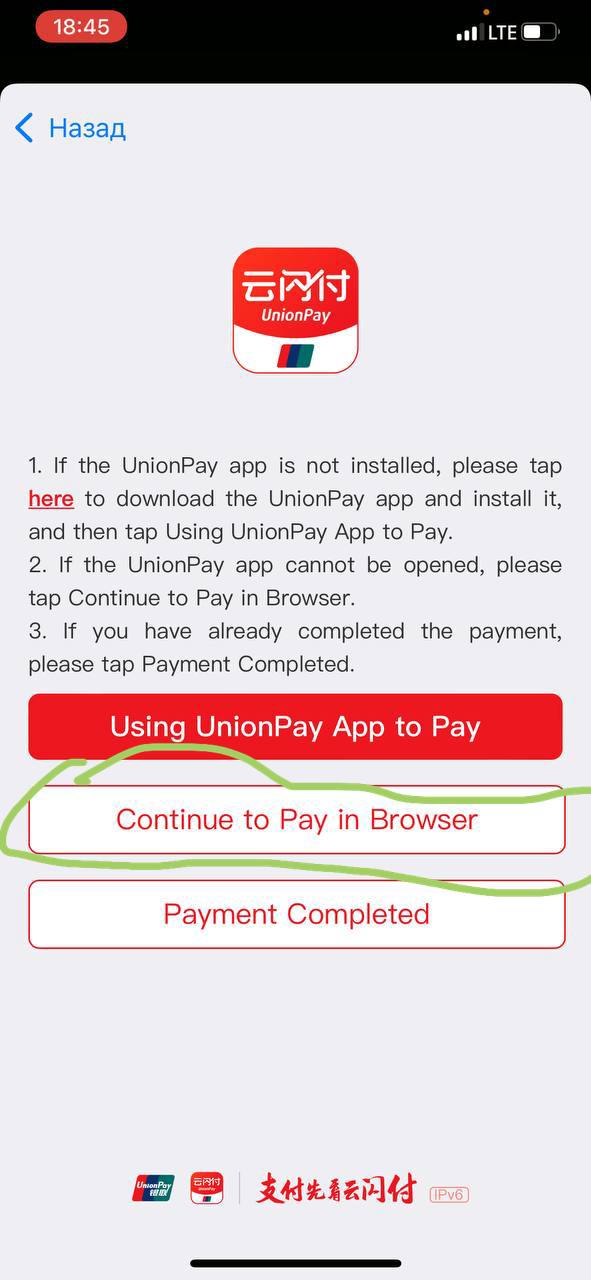 18:45
LTE
Назад
云闪付
UnionPay
1. If the UnionPay app is not installed, please tap
here to download the UnionPay app and install it,
and then tap Using UnionPay App to Pay.
2. If the UnionPay app cannot be opened, please
tap Continue to Pay in Browser.
3. If you have already completed the payment,
please tap Payment Completed.
Using UnionPay App to Pay
Continue to Pay in Browser
Payment Completed
UnionPay
银联
云闪付
UnionPay
支付先看云闪付
IPv6